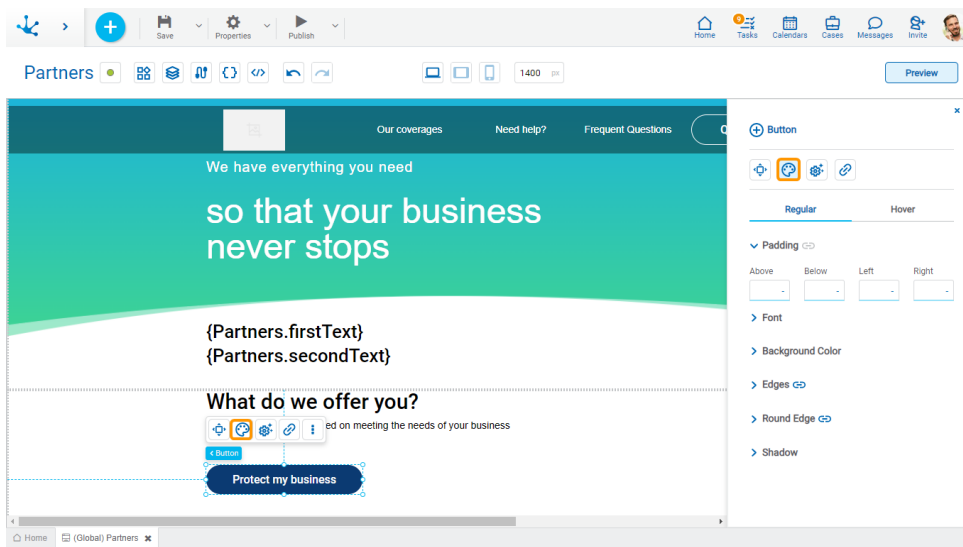 Save
Properties
Publish
Home
9
Tasks
Calendars
Cases
Messages
Invite
Partners
1400 px
Preview
Our coverages
Need help?
Frequent Questions
We have everything you need
so that your business
never stops
{Partners.firstText}
{Partners.secondText}
What do we offer you?
ed on meeting the needs of your business
< Button
Protect my business
Button
Regular
Hover
Padding
Above
Below
Left
Right
-
-
-
-
Font
Background Color
Edges
Round Edge
Shadow
Home
(Global) Partners